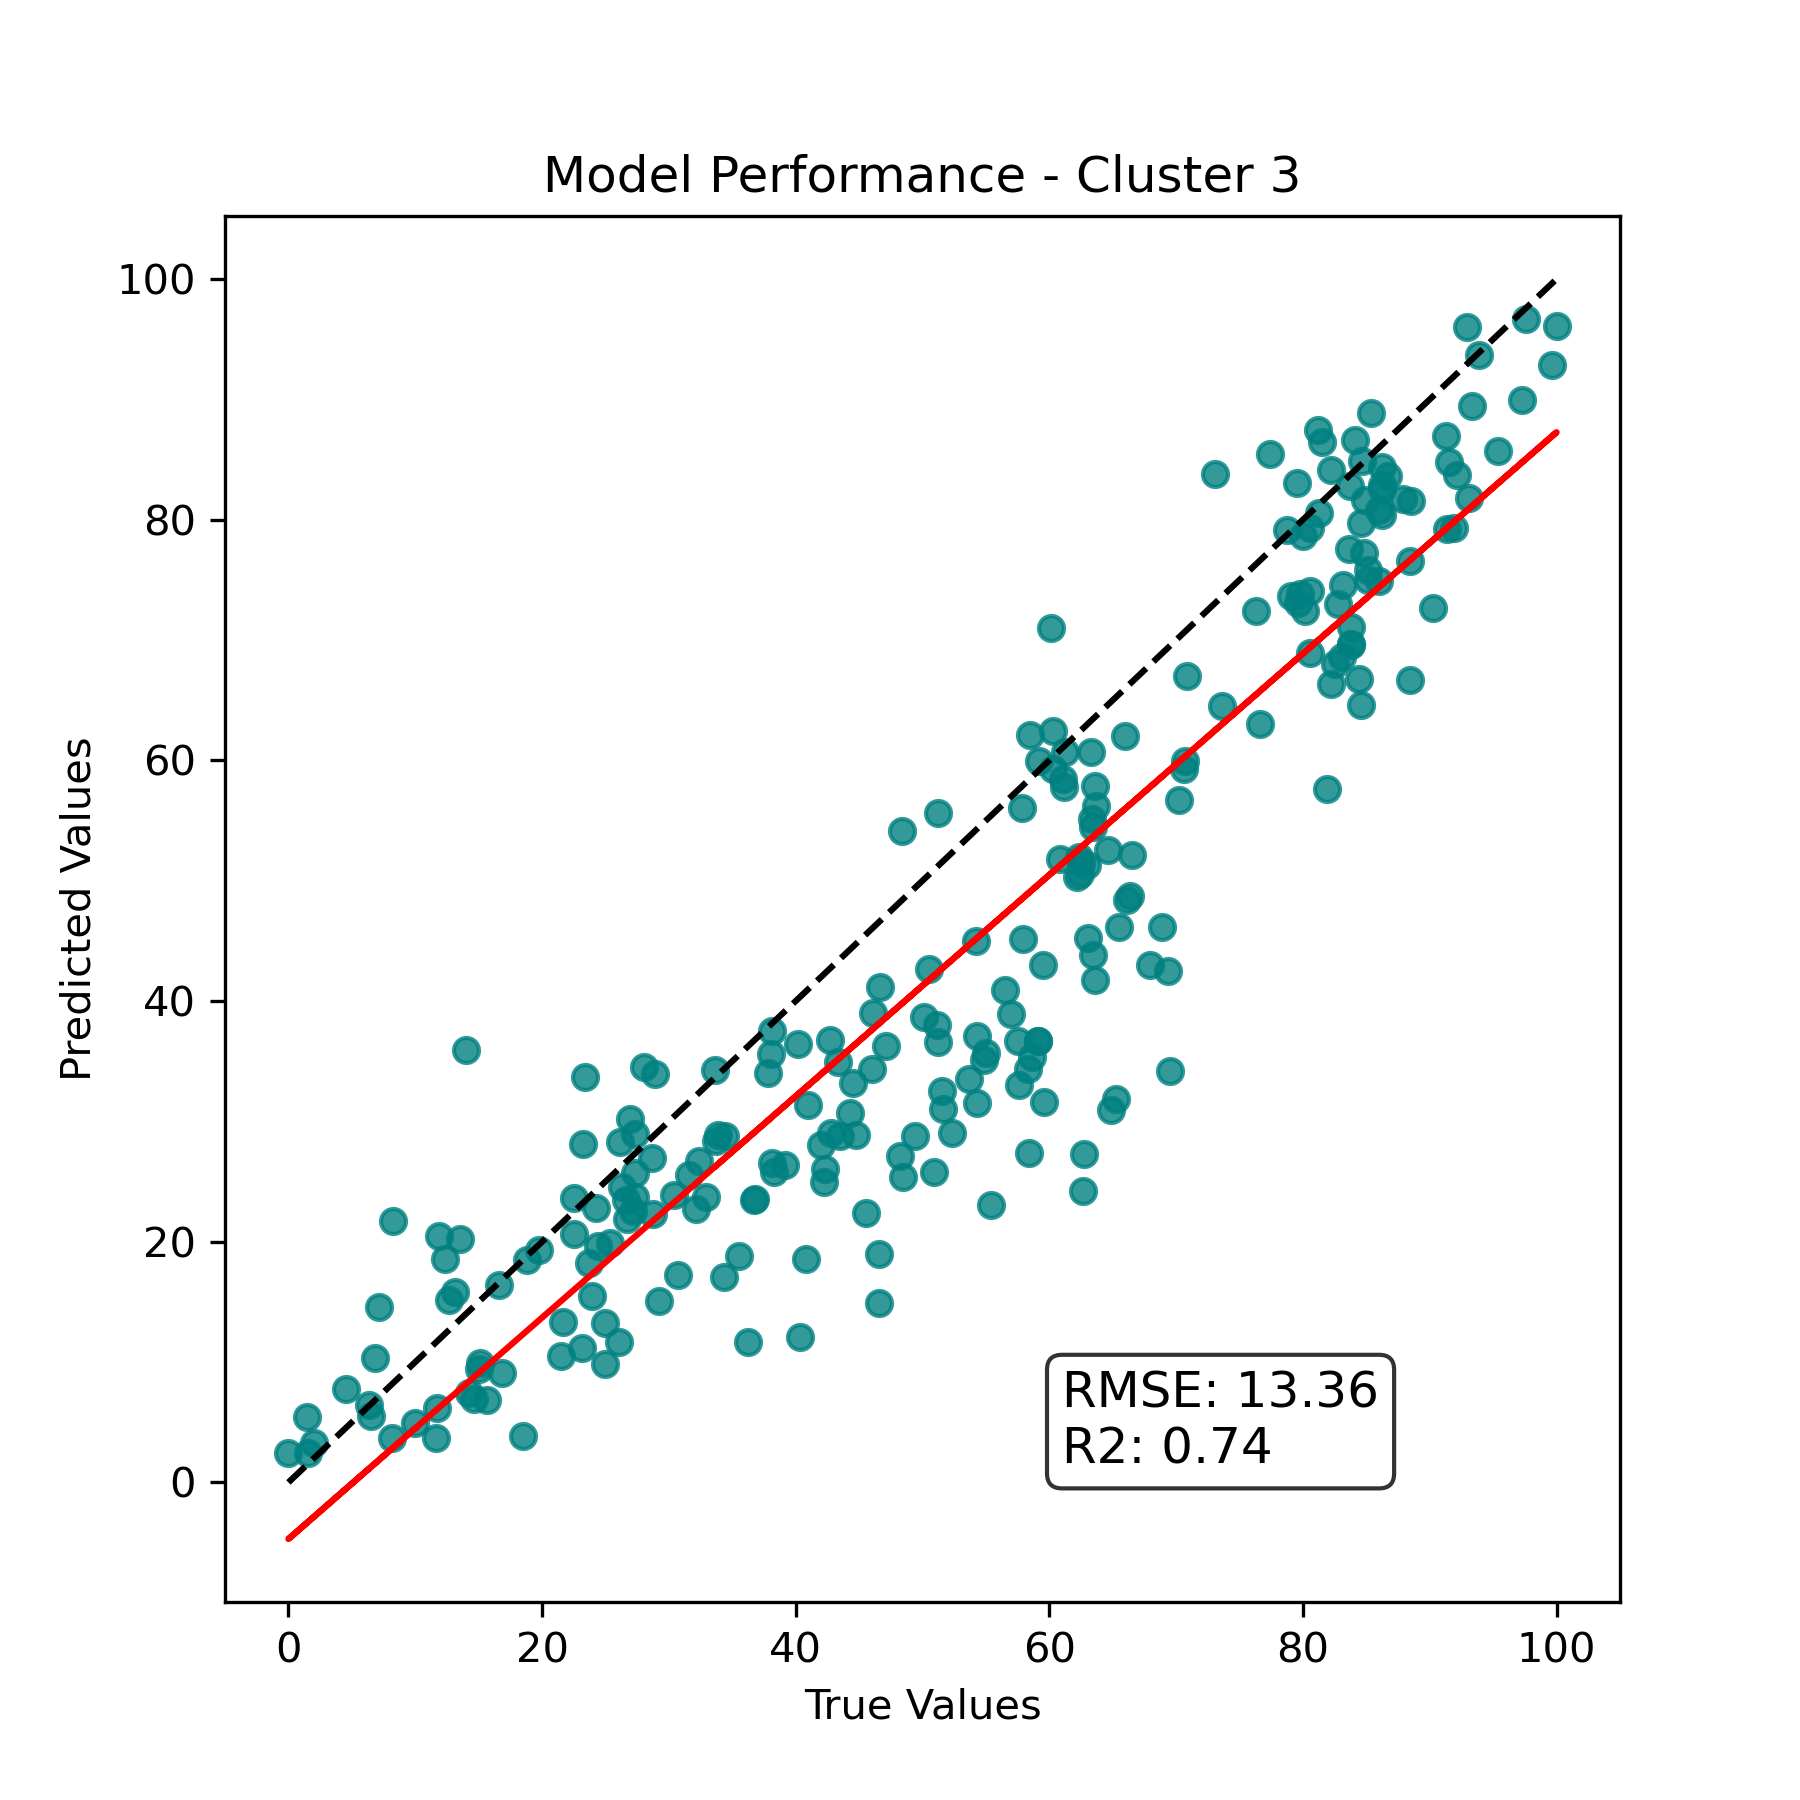 Model Performance - Cluster 3
100
80
60
40
20
0
Predicted Values
RMSE: 13.36
R2: 0.74
0 20 40 60 80 100
True Values